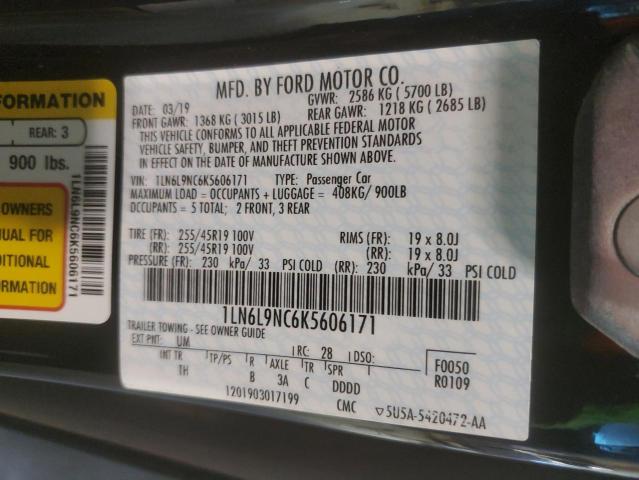 FORMATION
REAR: 3
900 lbs.
OWNERS
NUAL FOR
DITIONAL
FORMATION
1LN6L9NC6K5606171
MFD. BY FORD MOTOR CO.
DATE: 03/19
GVWR: 2586 KG ( 5700 LB)
FRONT GAWR: 1368 KG ( 3015 LB)
REAR GAWR: 1218 KG ( 2685 LB)
THIS VEHICLE CONFORMS TO ALL APPLICABLE FEDERAL MOTOR
VEHICLE SAFETY, BUMPER, AND THEFT PREVENTION STANDARDS
IN EFFECT ON THE DATE OF MANUFACTURE SHOWN ABOVE.
VIN: 1LN6L9NC6K5606171 TYPE: Passenger Car
MAXIMUM LOAD = OCCUPANTS + LUGGAGE = 408KG/ 900LB
OCCUPANTS = 5 TOTAL; 2 FRONT, 3 REAR
TIRE (FR): 255/45R19 100V RIMS (FR): 19 x 8.0J
(RR): 255/45R19 100V (RR): 19 x 8.0J
PRESSURE (FR): 230 kPa/ 33 PSI COLD (RR): 230 kPa/ 33 PSI COLD
1LN6L9NC6K5606171
TRAILER TOWING - SEE OWNER GUIDE
EXT PNT: UM RC: 28 DSO: F0050
INT TR TP/PS R AXLE TR SPR R0109
TH B 3A C DDDD
1201903017199 CMC ▽5U5A-5420472-AA